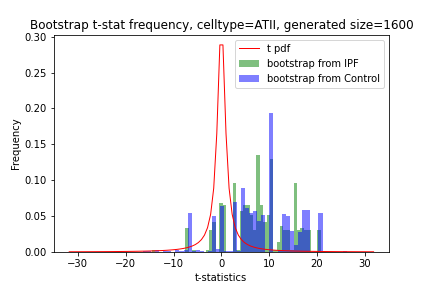 Bootstrap t-stat frequency, celltype=ATII, generated size=1600
t pdf
bootstrap from IPF
bootstrap from Control
Frequency
0.30
0.25
0.20
0.15
0.10
0.05
0.00
−30 −20 −10 0 10 20 30
t-statistics